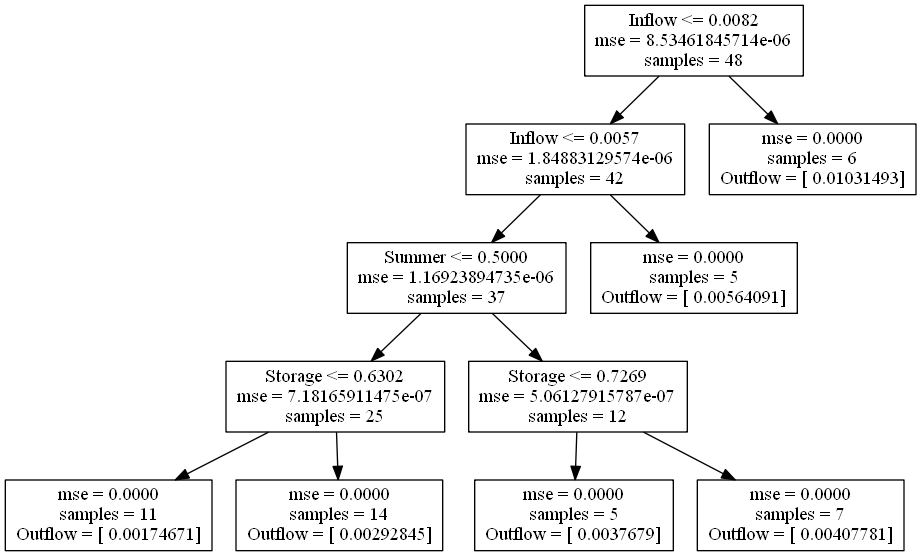 Inflow <= 0.0082
mse = 8.53461845714e-06
samples = 48
Inflow <= 0.0057
mse = 1.84883129574e-06
samples = 42
mse = 0.0000
samples = 6
Outflow = [ 0.01031493]
Summer <= 0.5000
mse = 1.16923894735e-06
samples = 37
mse = 0.0000
samples = 5
Outflow = [ 0.00564091]
Storage <= 0.6302
mse = 7.18165911475e-07
samples = 25
Storage <= 0.7269
mse = 5.06127915787e-07
samples = 12
mse = 0.0000
samples = 11
Outflow = [ 0.00174671]
mse = 0.0000
samples = 14
Outflow = [ 0.00292845]
mse = 0.0000
samples = 5
Outflow = [ 0.0037679]
mse = 0.0000
samples = 7
Outflow = [ 0.00407781]